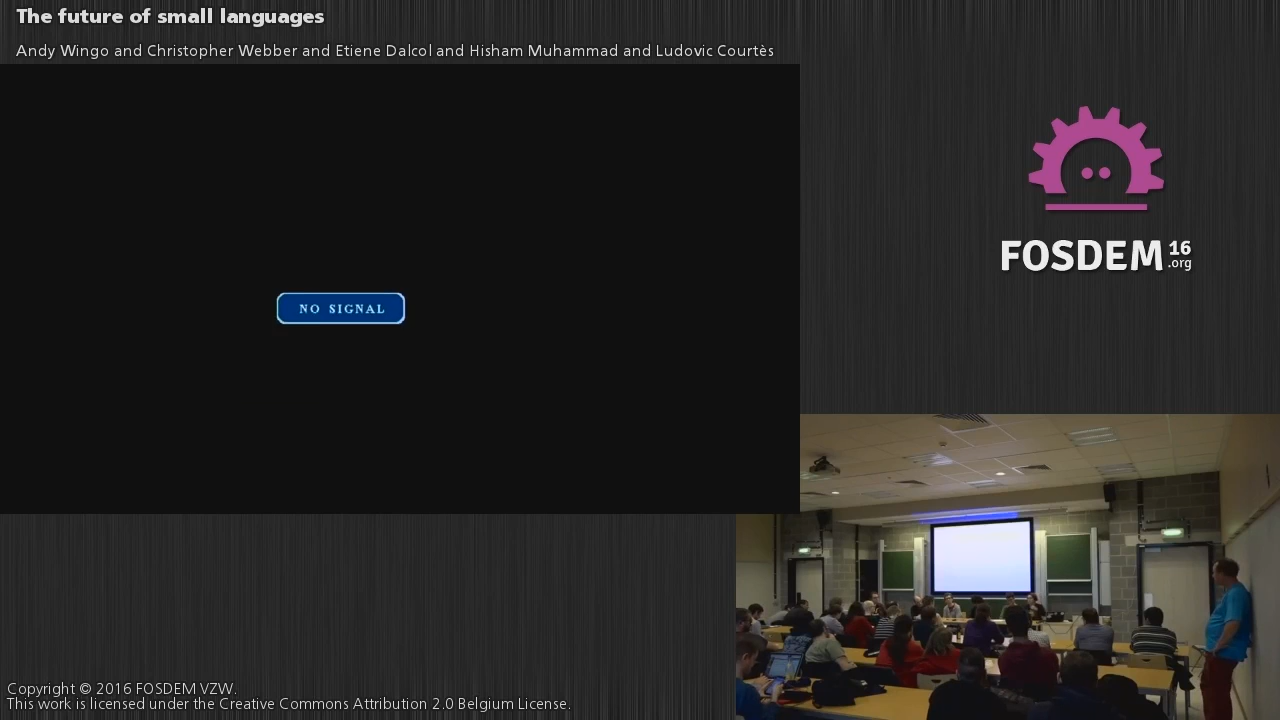 The future of small languages
Andy Wingo and Christopher Webber and Etiene Dalcol and Hisham Muhammad and Ludovic Courtès
NO SIGNAL
FOSDEM 16
.org
Copyright © 2016 FOSDEM VZW.
This work is licensed under the Creative Commons Attribution 2.0 Belgium License.